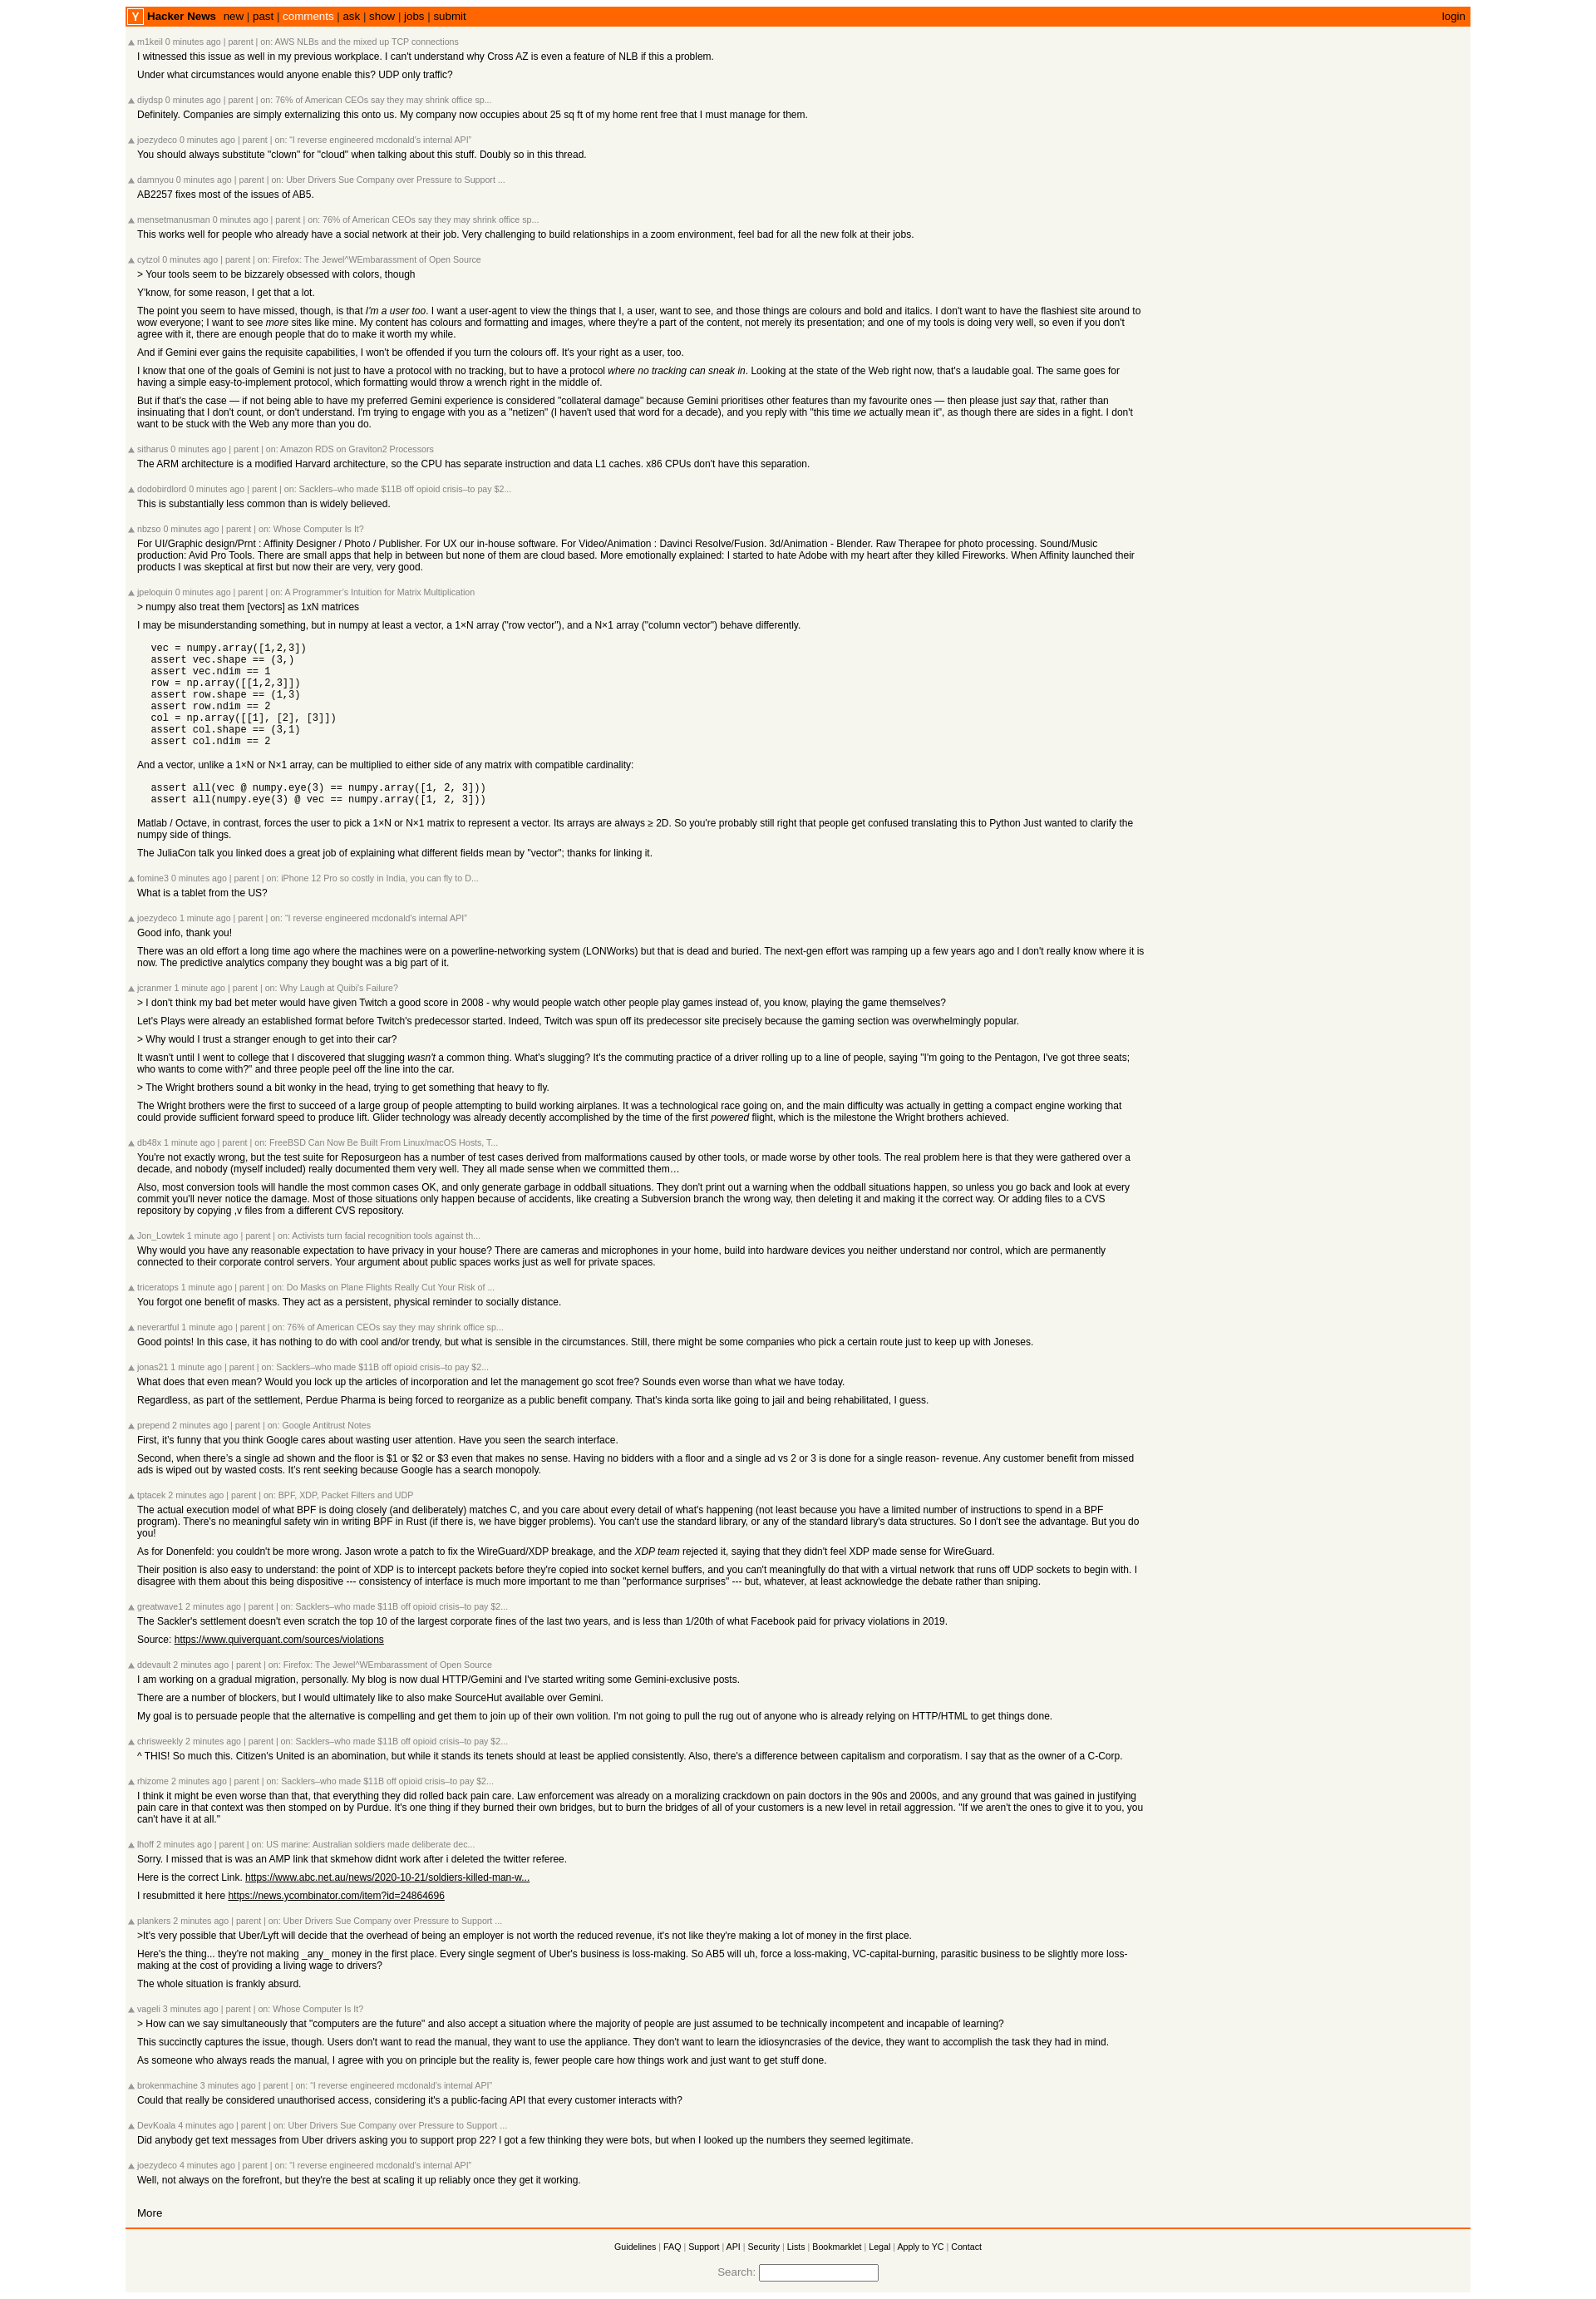 Y Hacker News new | past | comments | ask | show | jobs | submit login
m1keil 0 minutes ago | parent | on: AWS NLBs and the mixed up TCP connections
I witnessed this issue as well in my previous workplace. I can't understand why Cross AZ is even a feature of NLB if this a problem.
Under what circumstances would anyone enable this? UDP only traffic?
diydsp 0 minutes ago | parent | on: 76% of American CEOs say they may shrink office sp...
Definitely. Companies are simply externalizing this onto us. My company now occupies about 25 sq ft of my home rent free that I must manage for them.
joezydeco 0 minutes ago | parent | on: “I reverse engineered mcdonald's internal API”
You should always substitute "clown" for "cloud" when talking about this stuff. Doubly so in this thread.
damnyou 0 minutes ago | parent | on: Uber Drivers Sue Company over Pressure to Support ...
AB2257 fixes most of the issues of AB5.
mensetmanusman 0 minutes ago | parent | on: 76% of American CEOs say they may shrink office sp...
This works well for people who already have a social network at their job. Very challenging to build relationships in a zoom environment, feel bad for all the new folk at their jobs.
cytzol 0 minutes ago | parent | on: Firefox: The Jewel^WEmbarassment of Open Source
> Your tools seem to be bizzarely obsessed with colors, though
Y'know, for some reason, I get that a lot.
The point you seem to have missed, though, is that I'm a user too. I want a user-agent to view the things that I, a user, want to see, and those things are colours and bold and italics. I don't want to have the flashiest site around to
wow everyone; I want to see more sites like mine. My content has colours and formatting and images, where they're a part of the content, not merely its presentation; and one of my tools is doing very well, so even if you don't
agree with it, there are enough people that do to make it worth my while.
And if Gemini ever gains the requisite capabilities, I won't be offended if you turn the colours off. It's your right as a user, too.
I know that one of the goals of Gemini is not just to have a protocol with no tracking, but to have a protocol where no tracking can sneak in. Looking at the state of the Web right now, that's a laudable goal. The same goes for
having a simple easy-to-implement protocol, which formatting would throw a wrench right in the middle of.
But if that's the case — if not being able to have my preferred Gemini experience is considered "collateral damage" because Gemini prioritises other features than my favourite ones — then please just say that, rather than
insinuating that I don't count, or don't understand. I'm trying to engage with you as a "netizen" (I haven't used that word for a decade), and you reply with "this time we actually mean it", as though there are sides in a fight. I don't
want to be stuck with the Web any more than you do.
sitharus 0 minutes ago | parent | on: Amazon RDS on Graviton2 Processors
The ARM architecture is a modified Harvard architecture, so the CPU has separate instruction and data L1 caches. x86 CPUs don't have this separation.
dodobirdlord 0 minutes ago | parent | on: Sacklers–who made $11B off opioid crisis–to pay $2...
This is substantially less common than is widely believed.
nbzso 0 minutes ago | parent | on: Whose Computer Is It?
For UI/Graphic design/Prnt : Affinity Designer / Photo / Publisher. For UX our in-house software. For Video/Animation : Davinci Resolve/Fusion. 3d/Animation - Blender. Raw Therapee for photo processing. Sound/Music
production: Avid Pro Tools. There are small apps that help in between but none of them are cloud based. More emotionally explained: I started to hate Adobe with my heart after they killed Fireworks. When Affinity launched their
products I was skeptical at first but now their are very, very good.
jpeloquin 0 minutes ago | parent | on: A Programmer's Intuition for Matrix Multiplication
> numpy also treat them [vectors] as 1xN matrices
I may be misunderstanding something, but in numpy at least a vector, a 1×N array ("row vector"), and a N×1 array ("column vector") behave differently.
vec = numpy.array([1,2,3])
assert vec.shape == (3,)
assert vec.ndim == 1
row = np.array([[1,2,3]])
assert row.shape == (1,3)
assert row.ndim == 2
col = np.array([[1], [2], [3]])
assert col.shape == (3,1)
assert col.ndim == 2
And a vector, unlike a 1×N or N×1 array, can be multiplied to either side of any matrix with compatible cardinality:
assert all(vec @ numpy.eye(3) == numpy.array([1, 2, 3]))
assert all(numpy.eye(3) @ vec == numpy.array([1, 2, 3]))
Matlab / Octave, in contrast, forces the user to pick a 1×N or N×1 matrix to represent a vector. Its arrays are always ≥ 2D. So you're probably still right that people get confused translating this to Python Just wanted to clarify the
numpy side of things.
The JuliaCon talk you linked does a great job of explaining what different fields mean by "vector"; thanks for linking it.
fomine3 0 minutes ago | parent | on: iPhone 12 Pro so costly in India, you can fly to D...
What is a tablet from the US?
joezydeco 1 minute ago | parent | on: “I reverse engineered mcdonald's internal API”
Good info, thank you!
There was an old effort a long time ago where the machines were on a powerline-networking system (LONWorks) but that is dead and buried. The next-gen effort was ramping up a few years ago and I don't really know where it is
now. The predictive analytics company they bought was a big part of it.
jcranmer 1 minute ago | parent | on: Why Laugh at Quibi's Failure?
> I don't think my bad bet meter would have given Twitch a good score in 2008 - why would people watch other people play games instead of, you know, playing the game themselves?
Let's Plays were already an established format before Twitch's predecessor started. Indeed, Twitch was spun off its predecessor site precisely because the gaming section was overwhelmingly popular.
> Why would I trust a stranger enough to get into their car?
It wasn't until I went to college that I discovered that slugging wasn't a common thing. What's slugging? It's the commuting practice of a driver rolling up to a line of people, saying "I'm going to the Pentagon, I've got three seats;
who wants to come with?" and three people peel off the line into the car.
> The Wright brothers sound a bit wonky in the head, trying to get something that heavy to fly.
The Wright brothers were the first to succeed of a large group of people attempting to build working airplanes. It was a technological race going on, and the main difficulty was actually in getting a compact engine working that
could provide sufficient forward speed to produce lift. Glider technology was already decently accomplished by the time of the first powered flight, which is the milestone the Wright brothers achieved.
db48x 1 minute ago | parent | on: FreeBSD Can Now Be Built From Linux/macOS Hosts, T...
You're not exactly wrong, but the test suite for Reposurgeon has a number of test cases derived from malformations caused by other tools, or made worse by other tools. The real problem here is that they were gathered over a
decade, and nobody (myself included) really documented them very well. They all made sense when we committed them…
Also, most conversion tools will handle the most common cases OK, and only generate garbage in oddball situations. They don't print out a warning when the oddball situations happen, so unless you go back and look at every
commit you'll never notice the damage. Most of those situations only happen because of accidents, like creating a Subversion branch the wrong way, then deleting it and making it the correct way. Or adding files to a CVS
repository by copying ,v files from a different CVS repository.
Jon_Lowtek 1 minute ago | parent | on: Activists turn facial recognition tools against th...
Why would you have any reasonable expectation to have privacy in your house? There are cameras and microphones in your home, build into hardware devices you neither understand nor control, which are permanently
connected to their corporate control servers. Your argument about public spaces works just as well for private spaces.
triceratops 1 minute ago | parent | on: Do Masks on Plane Flights Really Cut Your Risk of ...
You forgot one benefit of masks. They act as a persistent, physical reminder to socially distance.
neverartful 1 minute ago | parent | on: 76% of American CEOs say they may shrink office sp...
Good points! In this case, it has nothing to do with cool and/or trendy, but what is sensible in the circumstances. Still, there might be some companies who pick a certain route just to keep up with Joneses.
jonas21 1 minute ago | parent | on: Sacklers–who made $11B off opioid crisis–to pay $2...
What does that even mean? Would you lock up the articles of incorporation and let the management go scot free? Sounds even worse than what we have today.
Regardless, as part of the settlement, Perdue Pharma is being forced to reorganize as a public benefit company. That's kinda sorta like going to jail and being rehabilitated, I guess.
prepend 2 minutes ago | parent | on: Google Antitrust Notes
First, it's funny that you think Google cares about wasting user attention. Have you seen the search interface.
Second, when there's a single ad shown and the floor is $1 or $2 or $3 even that makes no sense. Having no bidders with a floor and a single ad vs 2 or 3 is done for a single reason- revenue. Any customer benefit from missed
ads is wiped out by wasted costs. It's rent seeking because Google has a search monopoly.
tptacek 2 minutes ago | parent | on: BPF, XDP, Packet Filters and UDP
The actual execution model of what BPF is doing closely (and deliberately) matches C, and you care about every detail of what's happening (not least because you have a limited number of instructions to spend in a BPF
program). There's no meaningful safety win in writing BPF in Rust (if there is, we have bigger problems). You can't use the standard library, or any of the standard library's data structures. So I don't see the advantage. But you do
you!
As for Donenfeld: you couldn't be more wrong. Jason wrote a patch to fix the WireGuard/XDP breakage, and the XDP team rejected it, saying that they didn't feel XDP made sense for WireGuard.
Their position is also easy to understand: the point of XDP is to intercept packets before they're copied into socket kernel buffers, and you can't meaningfully do that with a virtual network that runs off UDP sockets to begin with. I
disagree with them about this being dispositive --- consistency of interface is much more important to me than "performance surprises" --- but, whatever, at least acknowledge the debate rather than sniping.
greatwave1 2 minutes ago | parent | on: Sacklers–who made $11B off opioid crisis–to pay $2...
The Sackler's settlement doesn't even scratch the top 10 of the largest corporate fines of the last two years, and is less than 1/20th of what Facebook paid for privacy violations in 2019.
Source: https://www.quiverquant.com/sources/violations
ddevault 2 minutes ago | parent | on: Firefox: The Jewel^WEmbarassment of Open Source
I am working on a gradual migration, personally. My blog is now dual HTTP/Gemini and I've started writing some Gemini-exclusive posts.
There are a number of blockers, but I would ultimately like to also make SourceHut available over Gemini.
My goal is to persuade people that the alternative is compelling and get them to join up of their own volition. I'm not going to pull the rug out of anyone who is already relying on HTTP/HTML to get things done.
chrisweekly 2 minutes ago | parent | on: Sacklers–who made $11B off opioid crisis–to pay $2...
^ THIS! So much this. Citizen's United is an abomination, but while it stands its tenets should at least be applied consistently. Also, there's a difference between capitalism and corporatism. I say that as the owner of a C-Corp.
rhizome 2 minutes ago | parent | on: Sacklers–who made $11B off opioid crisis–to pay $2...
I think it might be even worse than that, that everything they did rolled back pain care. Law enforcement was already on a moralizing crackdown on pain doctors in the 90s and 2000s, and any ground that was gained in justifying
pain care in that context was then stomped on by Purdue. It's one thing if they burned their own bridges, but to burn the bridges of all of your customers is a new level in retail aggression. "If we aren't the ones to give it to you, you
can't have it at all."
lhoff 2 minutes ago | parent | on: US marine: Australian soldiers made deliberate dec...
Sorry. I missed that is was an AMP link that skmehow didnt work after i deleted the twitter referee.
Here is the correct Link. https://www.abc.net.au/news/2020-10-21/soldiers-killed-man-w...
I resubmitted it here https://news.ycombinator.com/item?id=24864696
plankers 2 minutes ago | parent | on: Uber Drivers Sue Company over Pressure to Support ...
>It's very possible that Uber/Lyft will decide that the overhead of being an employer is not worth the reduced revenue, it's not like they're making a lot of money in the first place.
Here's the thing... they're not making _any_ money in the first place. Every single segment of Uber's business is loss-making. So AB5 will uh, force a loss-making, VC-capital-burning, parasitic business to be slightly more loss-
making at the cost of providing a living wage to drivers?
The whole situation is frankly absurd.
vageli 3 minutes ago | parent | on: Whose Computer Is It?
> How can we say simultaneously that "computers are the future" and also accept a situation where the majority of people are just assumed to be technically incompetent and incapable of learning?
This succinctly captures the issue, though. Users don't want to read the manual, they want to use the appliance. They don't want to learn the idiosyncrasies of the device, they want to accomplish the task they had in mind.
As someone who always reads the manual, I agree with you on principle but the reality is, fewer people care how things work and just want to get stuff done.
brokenmachine 3 minutes ago | parent | on: “I reverse engineered mcdonald's internal API”
Could that really be considered unauthorised access, considering it's a public-facing API that every customer interacts with?
DevKoala 4 minutes ago | parent | on: Uber Drivers Sue Company over Pressure to Support ...
Did anybody get text messages from Uber drivers asking you to support prop 22? I got a few thinking they were bots, but when I looked up the numbers they seemed legitimate.
joezydeco 4 minutes ago | parent | on: “I reverse engineered mcdonald's internal API”
Well, not always on the forefront, but they're the best at scaling it up reliably once they get it working.
More
Guidelines | FAQ | Support | API | Security | Lists | Bookmarklet | Legal | Apply to YC | Contact
Search: